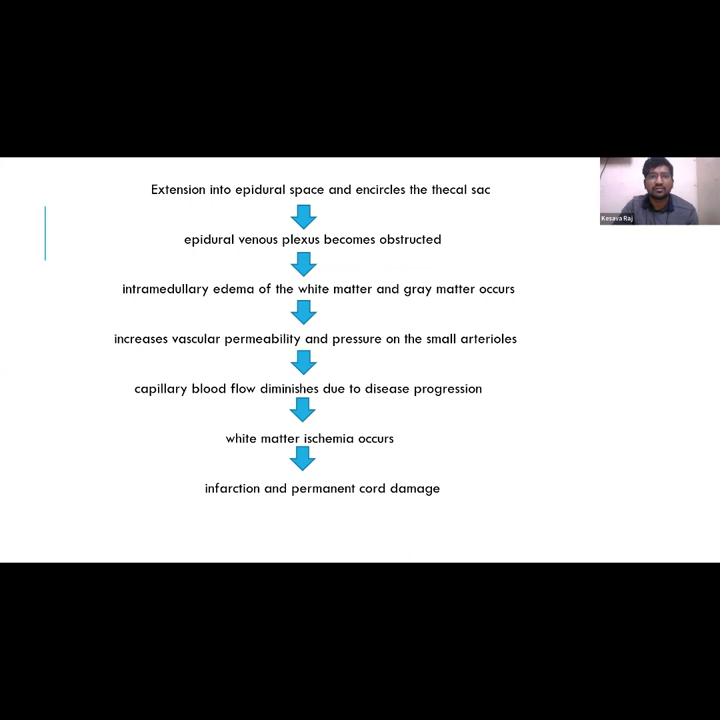 Extension into epidural space and encircles the thecal sac
Kesava Raj
epidural venous plexus becomes obstructed
intramedullary edema of the white matter and gray matter occurs
increases vascular permeability and pressure on the small arterioles
capillary blood flow diminishes due to disease progression
white matter ischemia occurs
infarction and permanent cord damage